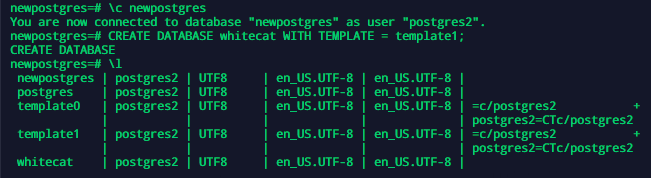 newpostgres=# \c newpostgres
You are now connected to database "newpostgres" as user "postgres2".
newpostgres=# CREATE DATABASE whitecat WITH TEMPLATE = template1;
CREATE DATABASE
newpostgres=# \l
 newpostgres | postgres2 | UTF8     | en_US.UTF-8 | en_US.UTF-8 |
 postgres    | postgres2 | UTF8     | en_US.UTF-8 | en_US.UTF-8 |
 template0   | postgres2 | UTF8     | en_US.UTF-8 | en_US.UTF-8 | =c/postgres2           +
             |           |          |             |             | postgres2=CTc/postgres2
 template1   | postgres2 | UTF8     | en_US.UTF-8 | en_US.UTF-8 | =c/postgres2           +
             |           |          |             |             | postgres2=CTc/postgres2
 whitecat    | postgres2 | UTF8     | en_US.UTF-8 | en_US.UTF-8 |